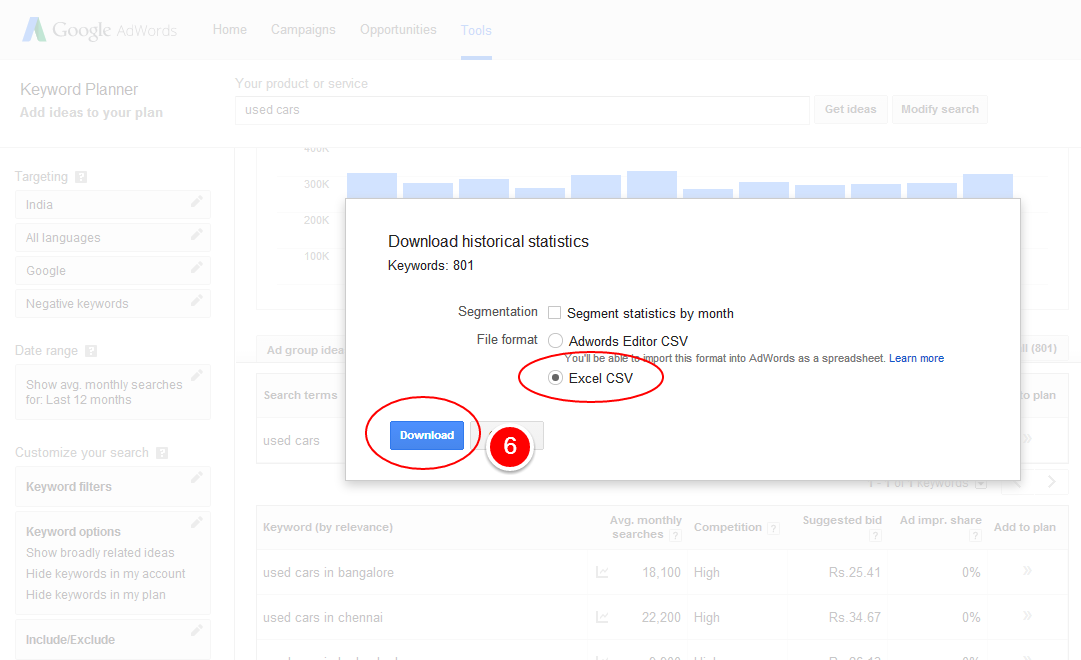 Google AdWords
Home Campaigns Opportunities Tools
Keyword Planner
Add ideas to your plan
Your product or service
used cars
Get ideas
Modify search
Targeting ?
India
All languages
Google
Negative keywords
Date range ?
Show avg. monthly searches
for: Last 12 months
Customize your search ?
Keyword filters
Keyword options
Show broadly related ideas
Hide keywords in my account
Hide keywords in my plan
Include/Exclude
400K
300K
200K
100K
Download historical statistics
Keywords: 801
Segmentation Segment statistics by month
File format Adwords Editor CSV
You'll be able to import this format into AdWords as a spreadsheet. Learn more
Excel CSV
Download
6
Ad group
(801)
Search terms
to plan
used cars
1 - 1 of 1 keywords
Keyword (by relevance) Avg. monthly searches ? Competition ? Suggested bid ? Ad impr. share ? Add to plan
used cars in bangalore 18,100 High Rs.25.41 0% »
used cars in chennai 22,200 High Rs.34.67 0% »